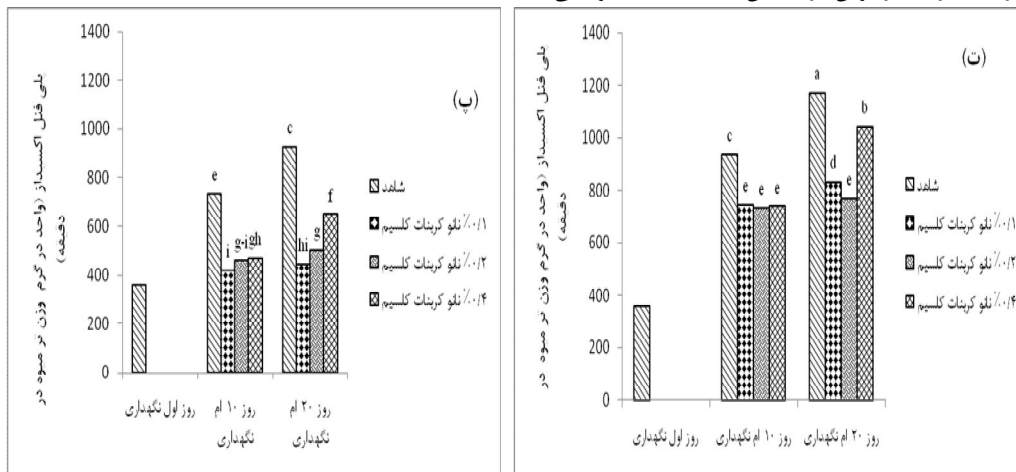 (پ)
پلی فنل اکسیداز (واحد در گرم وزن تر میوه در
دقیقه)
1400
1200
1000
800
600
400
200
0
e
i
g-i
gh
c
hi
g
f
روز اول نگهداری
روز ۱۰ ام
نگهداری
روز ۲۰ ام
نگهداری
شاهد
۰/۱٪ نانو کربنات کلسیم
۰/۲٪ نانو کربنات کلسیم
۰/۴٪ نانو کربنات کلسیم
(ت)
پلی فنل اکسیداز (واحد در گرم وزن تر میوه در
دقیقه)
1400
1200
1000
800
600
400
200
0
c
e
e
e
a
d
e
b
روز اول نگهداری
روز ۱۰ ام نگهداری
روز ۲۰ ام نگهداری
شاهد
۰/۱٪ نانو کربنات کلسیم
۰/۲٪ نانو کربنات کلسیم
۰/۴٪ نانو کربنات کلسیم